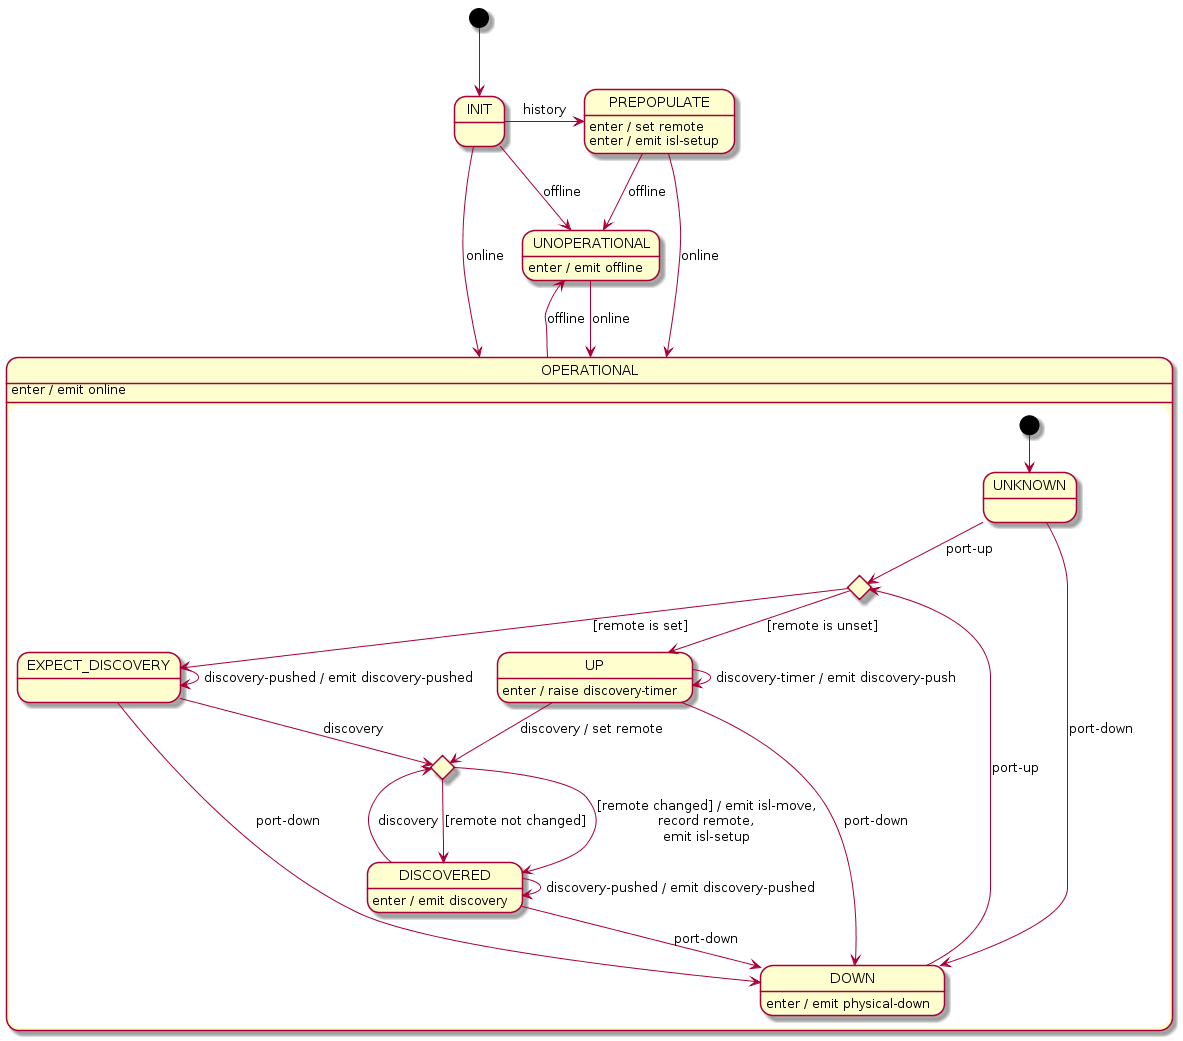 INIT
history
PREPOPULATE
enter / set remote
enter / emit isl-setup
offline
offline
UNOPERATIONAL
enter / emit offline
online
online
offline
online
OPERATIONAL
enter / emit online
UNKNOWN
port-up
[remote is set]
[remote is unset]
EXPECT_DISCOVERY
discovery-pushed / emit discovery-pushed
UP
enter / raise discovery-timer
discovery-timer / emit discovery-push
discovery
discovery / set remote
port-down
port-up
port-down
discovery
[remote not changed]
[remote changed] / emit isl-move,
record remote,
emit isl-setup
port-down
DISCOVERED
enter / emit discovery
discovery-pushed / emit discovery-pushed
port-down
DOWN
enter / emit physical-down